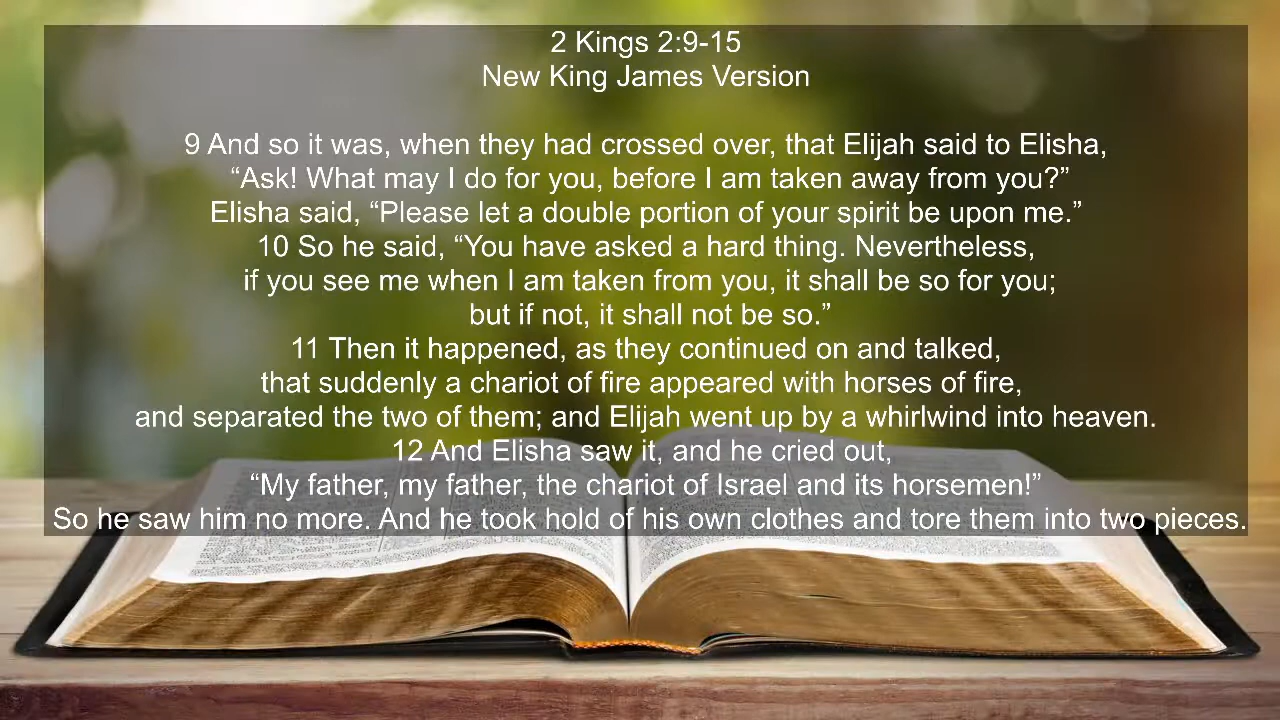 2 Kings 2:9-15
New King James Version
9 And so it was, when they had crossed over, that Elijah said to Elisha,
“Ask! What may I do for you, before I am taken away from you?”
Elisha said, “Please let a double portion of your spirit be upon me.”
10 So he said, “You have asked a hard thing. Nevertheless,
if you see me when I am taken from you, it shall be so for you;
but if not, it shall not be so.”
11 Then it happened, as they continued on and talked,
that suddenly a chariot of fire appeared with horses of fire,
and separated the two of them; and Elijah went up by a whirlwind into heaven.
12 And Elisha saw it, and he cried out,
“My father, my father, the chariot of Israel and its horsemen!”
So he saw him no more. And he took hold of his own clothes and tore them into two pieces.